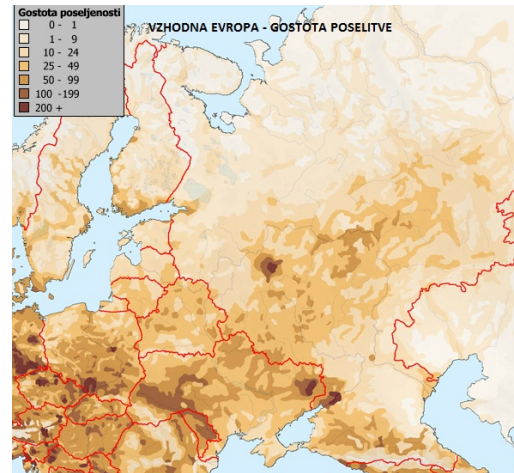 Gostota poseljenosti
0 - 1
1 - 9
10 - 24
25 - 49
50 - 99
100 -199
200 +
VZHODNA EVROPA - GOSTOTA POSELITVE